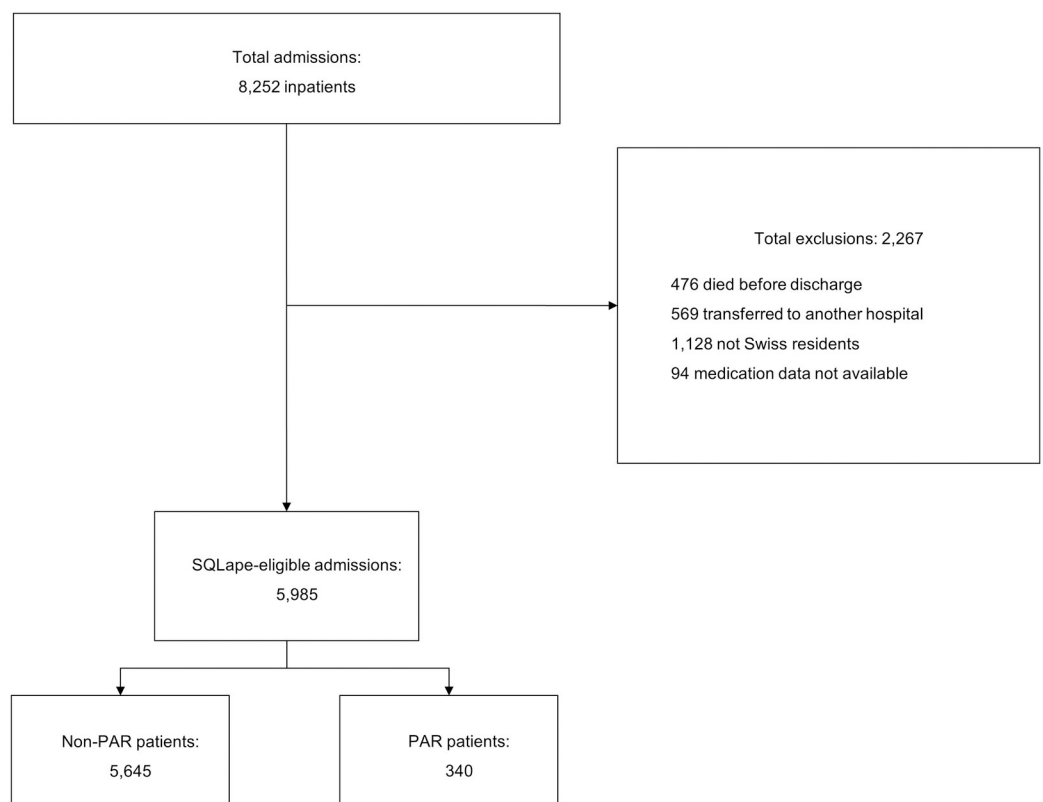 Total admissions:
8,252 inpatients
Total exclusions: 2,267
476 died before discharge
569 transferred to another hospital
1,128 not Swiss residents
94 medication data not available
SQLape-eligible admissions:
5,985
Non-PAR patients:
5,645
PAR patients:
340